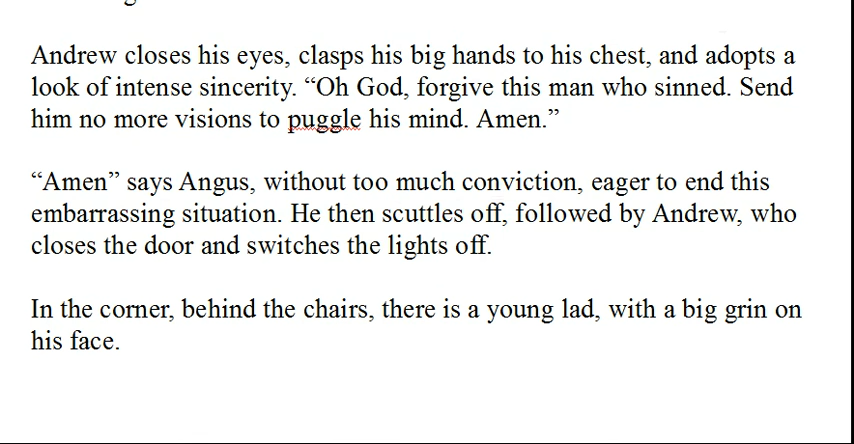 Andrew closes his eyes, clasps his big hands to his chest, and adopts a
look of intense sincerity. “Oh God, forgive this man who sinned. Send
him no more visions to puggle his mind. Amen.”
“Amen” says Angus, without too much conviction, eager to end this
embarrassing situation. He then scuttles off, followed by Andrew, who
closes the door and switches the lights off.
In the corner, behind the chairs, there is a young lad, with a big grin on
his face.